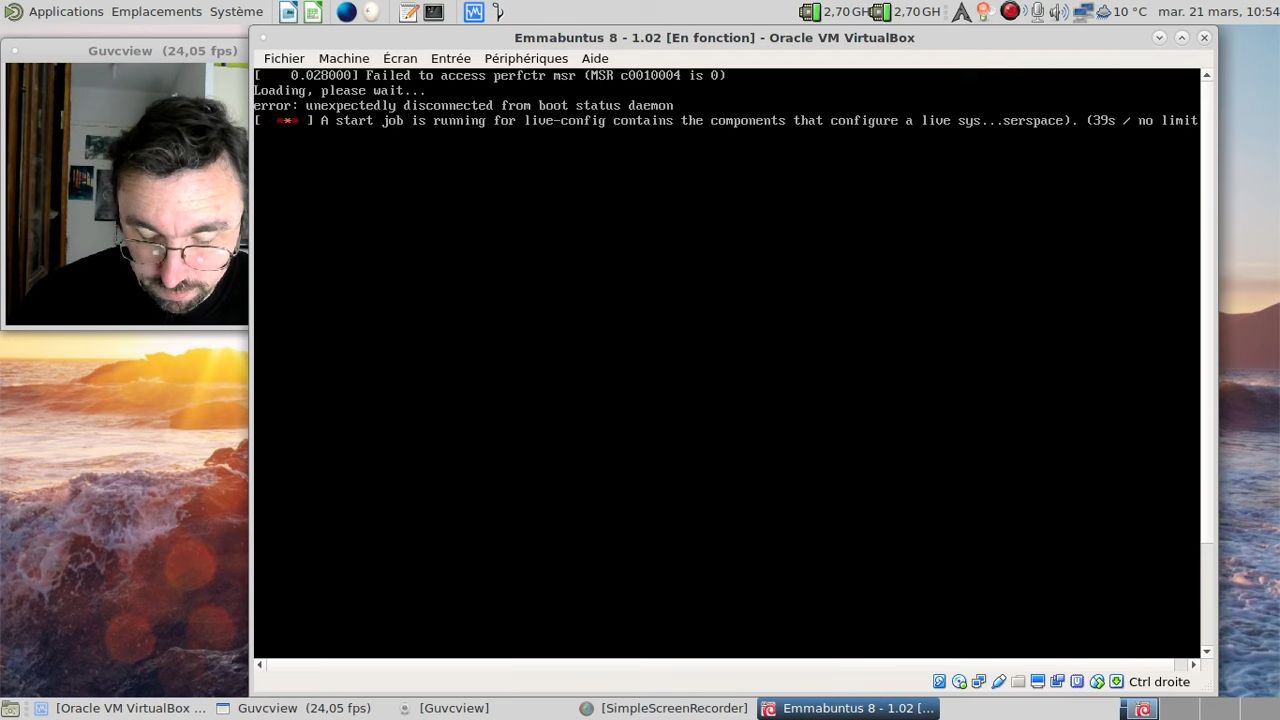 Applications Emplacements Système 2,70 GH 2,70 GH 10 °C mar. 21 mars, 10:54
Guvcview (24,05 fps)
Emmabuntus 8 - 1.02 [En fonction] - Oracle VM VirtualBox
Fichier Machine Écran Entrée Périphériques Aide
[ 0.028000] Failed to access perfctr msr (MSR c0010004 is 0)
Loading, please wait...
error: unexpectedly disconnected from boot status daemon
[ *** ] A start job is running for live-config contains the components that configure a live sys...serspace). (39s / no limit
Ctrl droite
[Oracle VM VirtualBox ... Guvcview (24,05 fps) [Guvcview] [SimpleScreenRecorder] Emmabuntus 8 - 1.02 [...